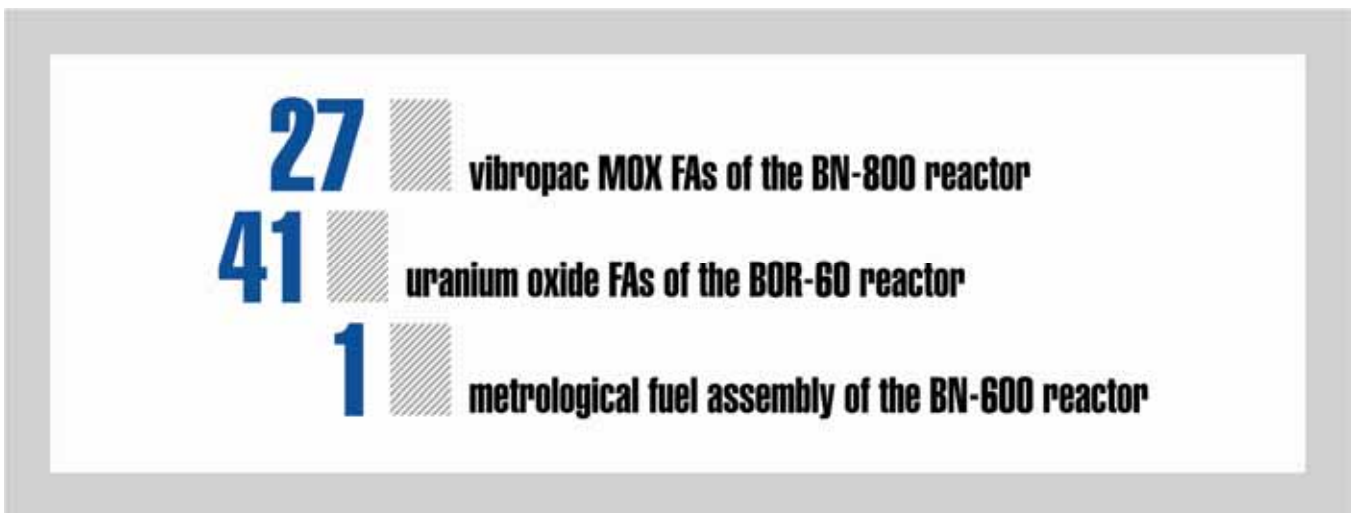 27 vibropac MOX FAs of the BN-800 reactor
41 uranium oxide FAs of the BOR-60 reactor
1 metrological fuel assembly of the BN-600 reactor